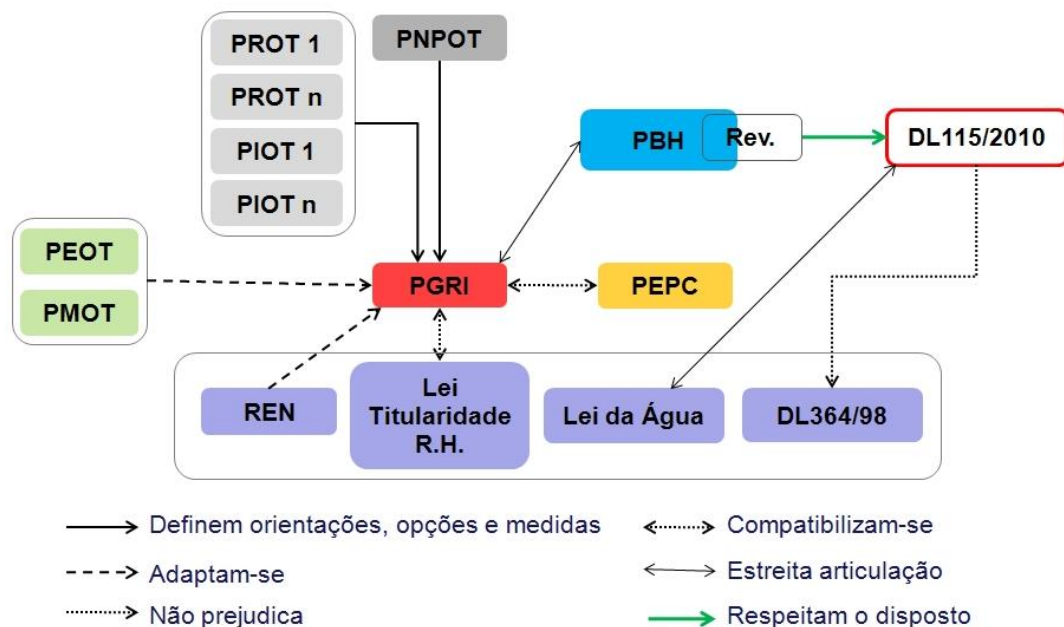 PROT 1
PROT n
PIOT 1
PIOT n
PNPOT
PBH
Rev.
DL115/2010
PEOT
PMOT
PGRI
PEPC
REN
Lei
Titularidade
R.H.
Lei da Água
DL364/98
Definem orientações, opções e medidas
Adaptam-se
Não prejudica
Compatibilizam-se
Estreita articulação
Respeitam o disposto